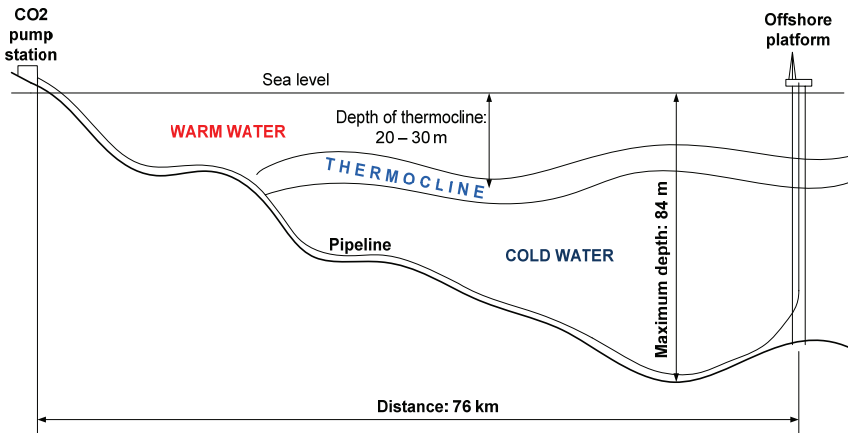 CO2
pump
station
Offshore
platform
Sea level
Depth of thermocline:
20 – 30 m
WARM WATER
THERMOCLINE
Maximum depth: 84 m
Pipeline
COLD WATER
Distance: 76 km